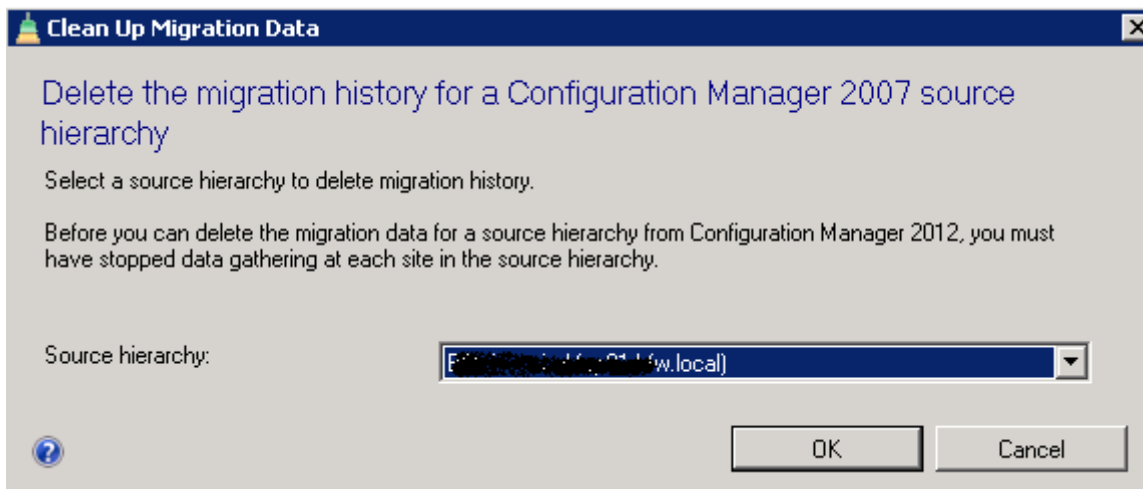 Clean Up Migration Data
Delete the migration history for a Configuration Manager 2007 source
hierarchy
Select a source hierarchy to delete migration history.
Before you can delete the migration data for a source hierarchy from Configuration Manager 2012, you must
have stopped data gathering at each site in the source hierarchy.
Source hierarchy:
w.local)
OK
Cancel